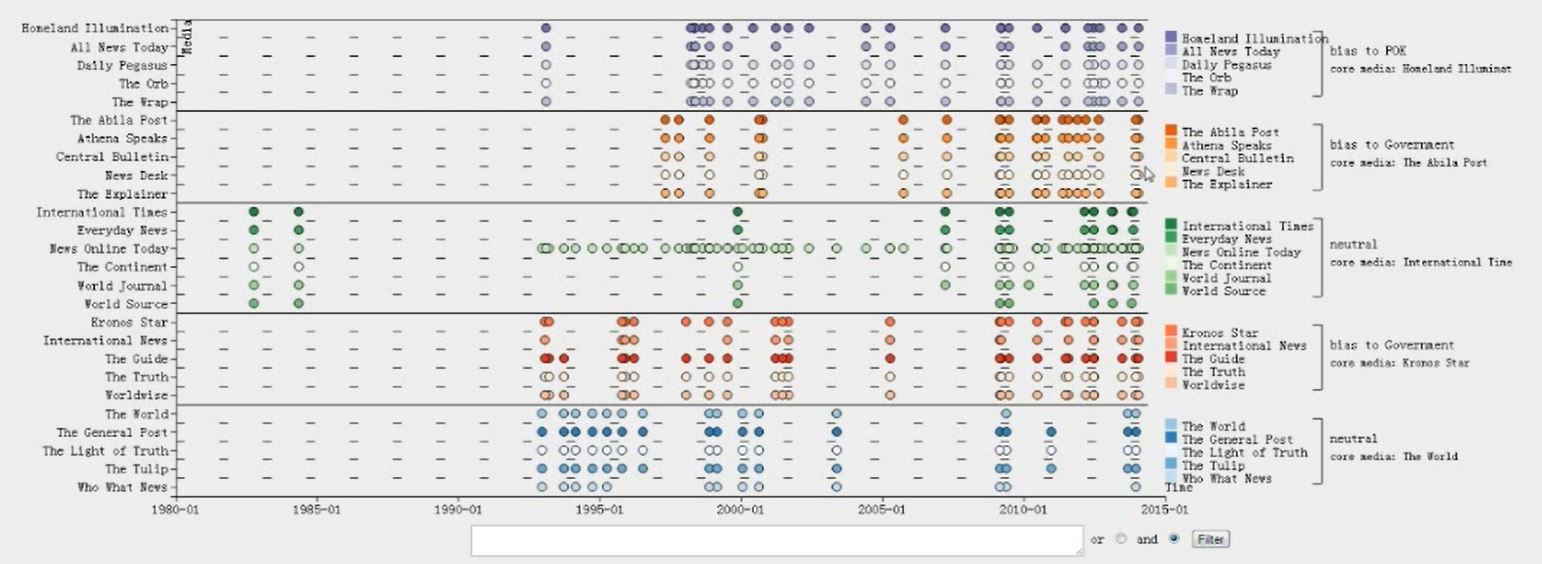 Media
Homeland Illumination
All News Today
Daily Pegasus
The Orb
The Wrap
The Abila Post
Athena Speaks
Central Bulletin
News Desk
The Explainer
International Times
Everyday News
News Online Today
The Continent
World Journal
World Source
Kronos Star
International News
The Guide
The Truth
Worldwise
The World
The General Post
The Light of Truth
The Tulip
Who What News
Homeland Illumination
All News Today
Daily Pegasus
The Orb
The Wrap
bias to POK
core media: Homeland Illuminat
The Abila Post
Athena Speaks
Central Bulletin
News Desk
The Explainer
bias to Government
core media: The Abila Post
International Times
Everyday News
News Online Today
The Continent
World Journal
World Source
neutral
core media: International Time
Kronos Star
International News
The Guide
The Truth
Worldwise
bias to Government
core media: Kronos Star
The World
The General Post
The Light of Truth
The Tulip
Who What News
neutral
core media: The World
Time
1980-01 1985-01 1990-01 1995-01 2000-01 2005-01 2010-01 2015-01
or and Filter